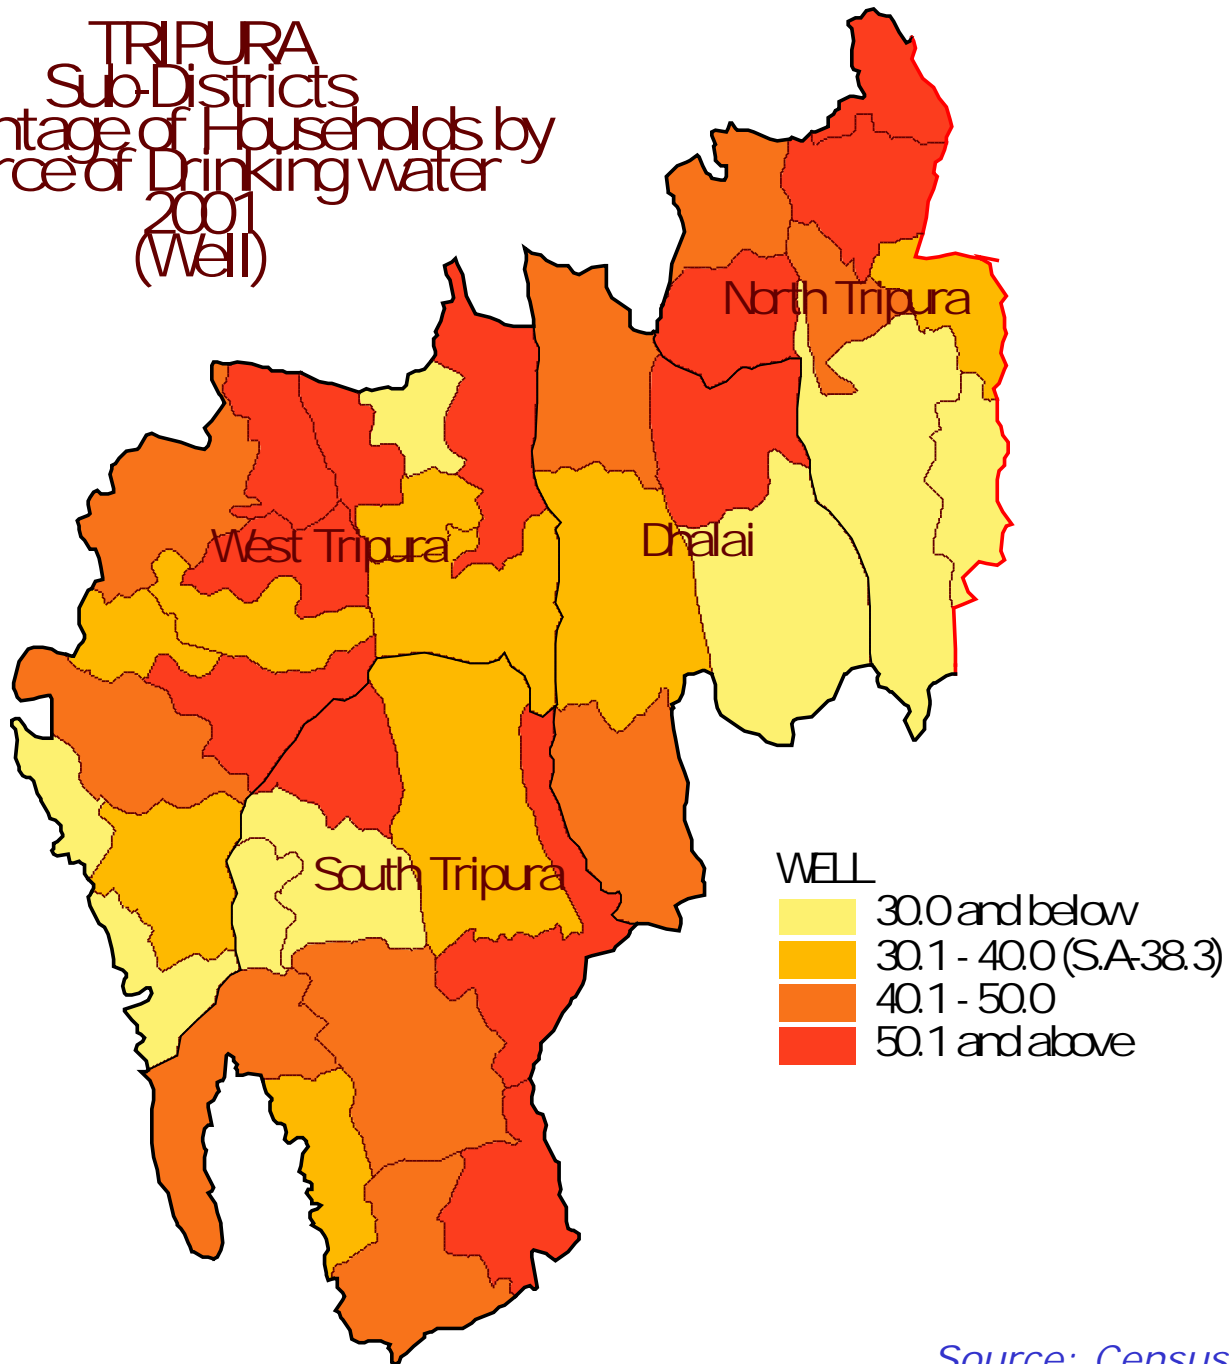 TRIPURA
Sub-Districts
ntage of Households by
rce of Drinking water
2001
(Well)
North Tripura
West Tripura
Dhalai
South Tripura
WELL
30.0 and below
30.1 - 40.0 (S.A-38.3)
40.1 - 50.0
50.1 and above
Source: Census